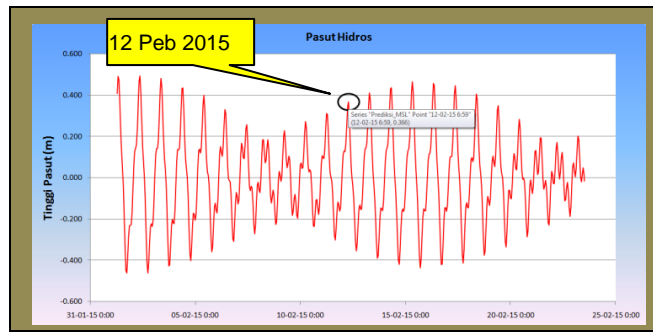 12 Peb 2015
Pasut Hidros
Tinggi Pasut (m)
0.600
0.400
0.200
0.000
-0.200
-0.400
-0.600
Series "Prediksi_MSL" Point "12-02-15 6:59"
(12-02-15 6:59, 0.366)
31-01-15 0:00 05-02-15 0:00 10-02-15 0:00 15-02-15 0:00 20-02-15 0:00 25-02-15 0:00